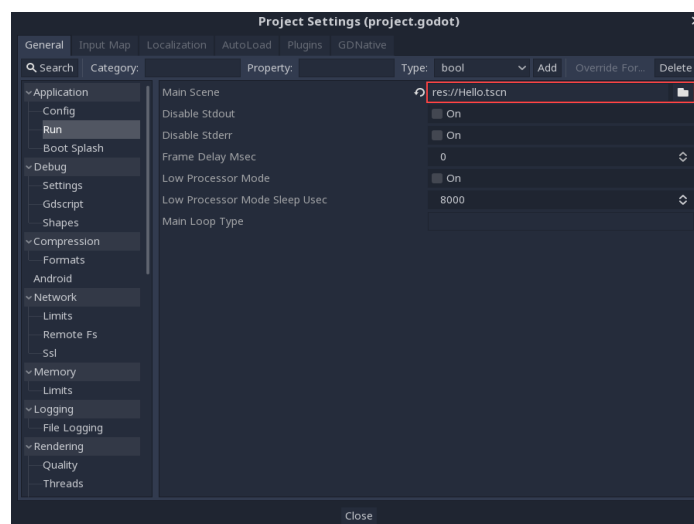 Project Settings (project.godot)
General Input Map Localization AutoLoad Plugins GDNative
Search Category: Property: Type: bool Add Override For... Delete
Application
Config
Run
Boot Splash
Debug
Settings
Gdscript
Shapes
Compression
Formats
Android
Network
Limits
Remote Fs
Ssl
Memory
Limits
Logging
File Logging
Rendering
Quality
Threads
Main Scene res://Hello.tscn
Disable Stdout On
Disable Stderr On
Frame Delay Msec 0
Low Processor Mode On
Low Processor Mode Sleep Usec 8000
Main Loop Type
Close